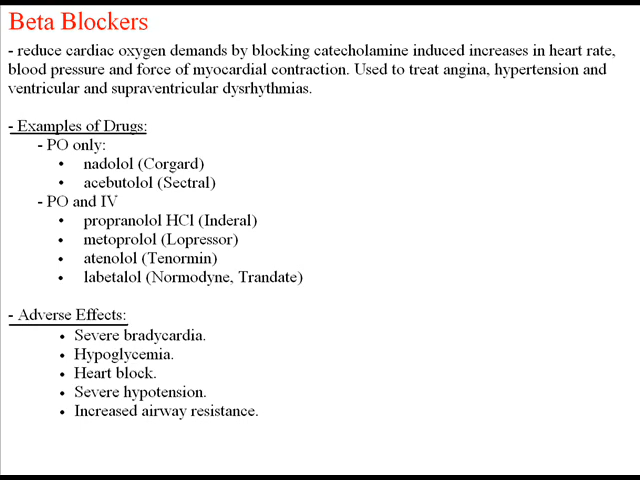 Beta Blockers
- reduce cardiac oxygen demands by blocking catecholamine induced increases in heart rate,
blood pressure and force of myocardial contraction. Used to treat angina, hypertension and
ventricular and supraventricular dysrhythmias.
- Examples of Drugs:
- PO only:
• nadolol (Corgard)
• acebutolol (Sectral)
- PO and IV
• propranolol HCl (Inderal)
• metoprolol (Lopressor)
• atenolol (Tenormin)
• labetalol (Normodyne, Trandate)
- Adverse Effects:
• Severe bradycardia.
• Hypoglycemia.
• Heart block.
• Severe hypotension.
• Increased airway resistance.